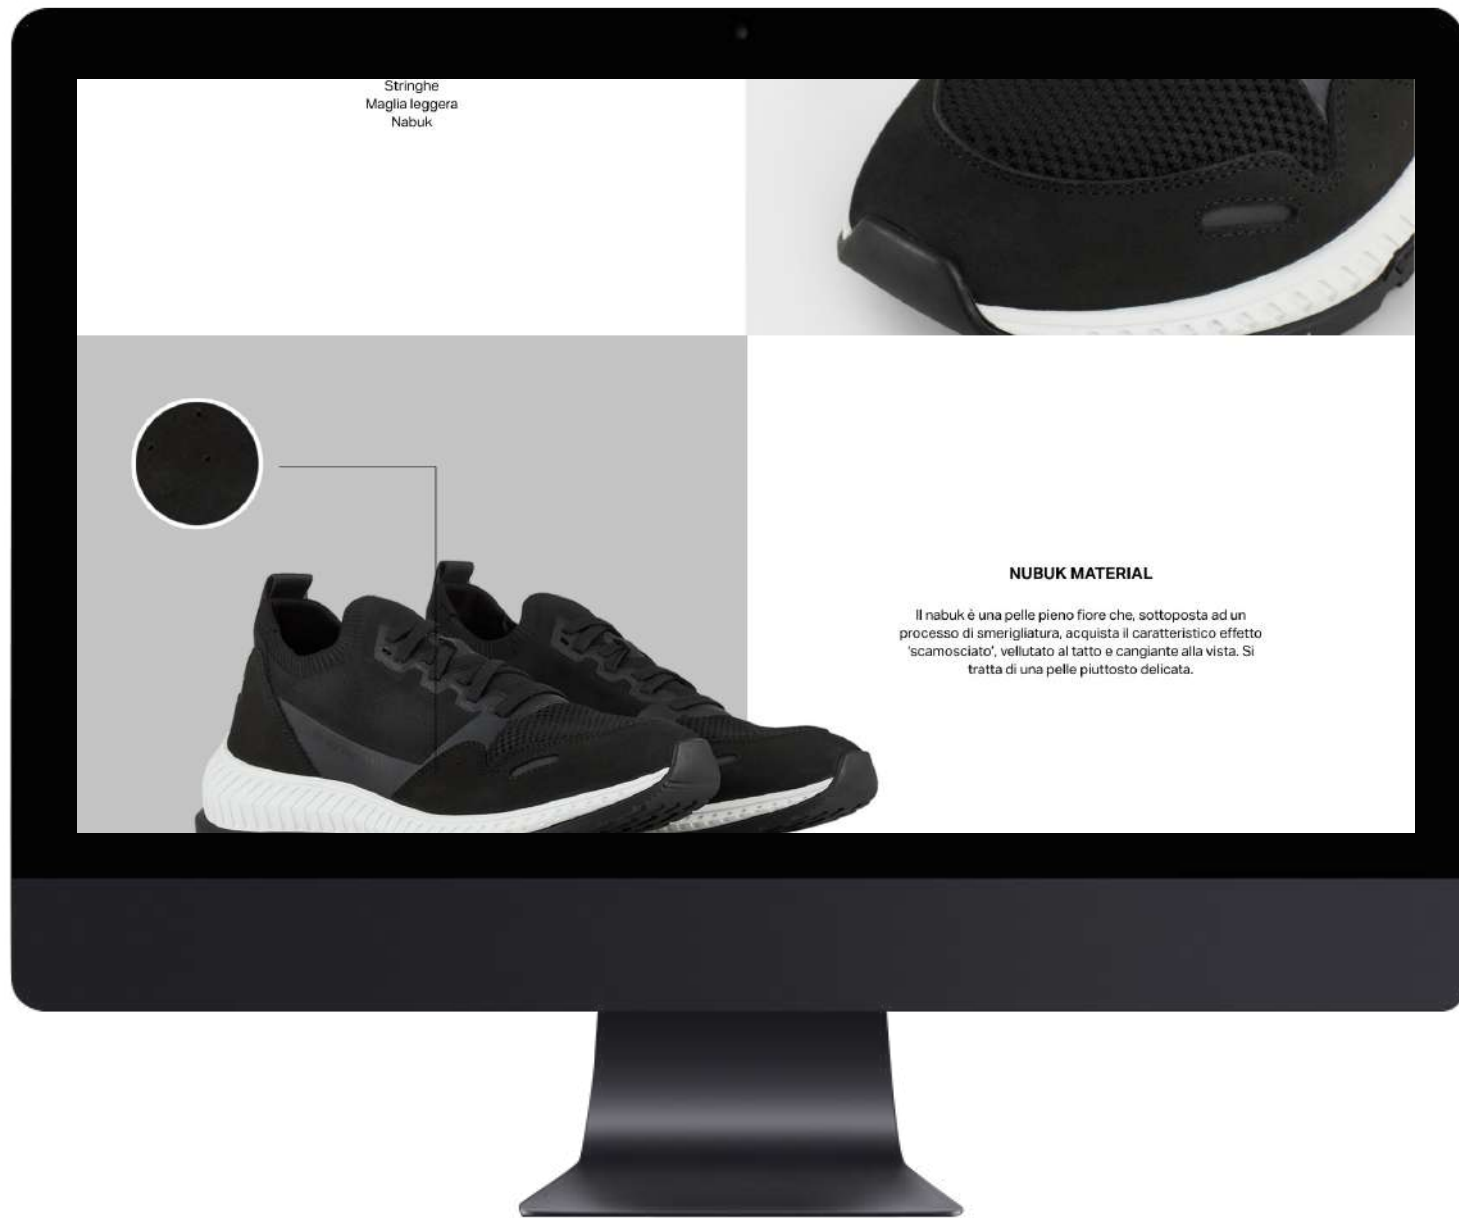 Stringhe
Maglia leggera
Nabuk
NUBUK MATERIAL
Il nabuk è una pelle pieno fiore che, sottoposta ad un
processo di smerigliatura, acquista il caratteristico effetto
'scamosciato', vellutato al tatto e cangiante alla vista. Si
tratta di una pelle piuttosto delicata.